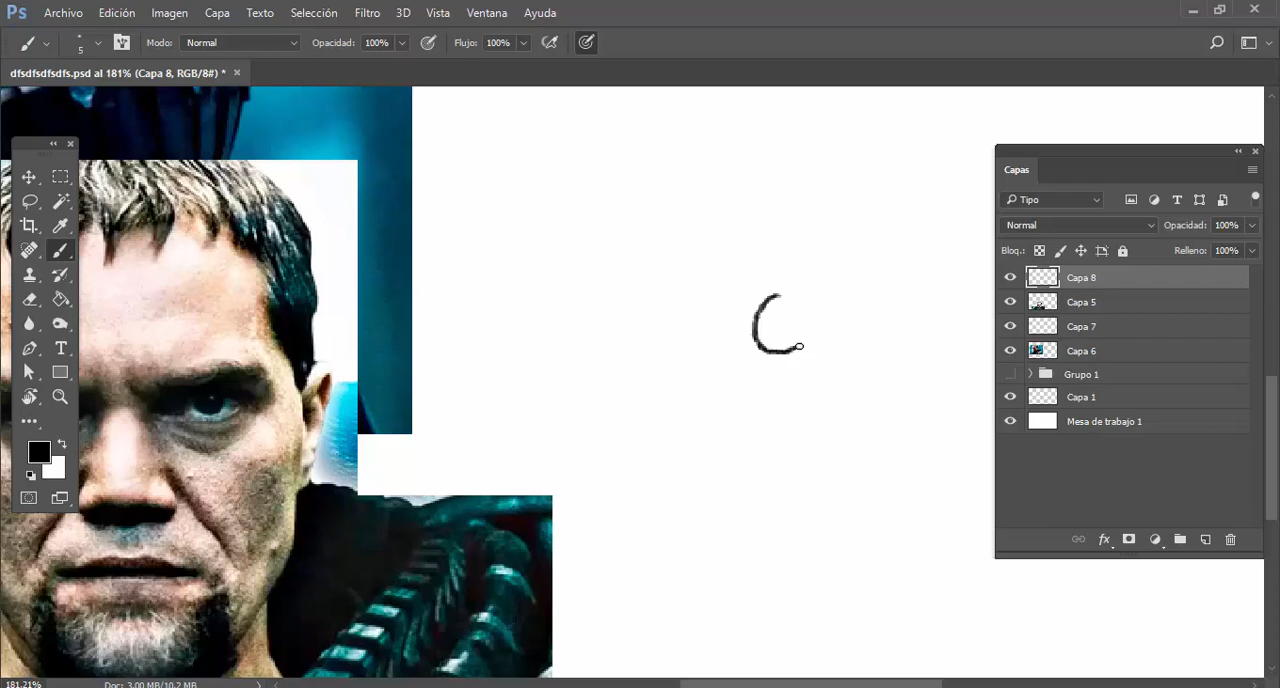 Ps Archivo Edición Imagen Capa Texto Selección Filtro 3D Vista Ventana Ayuda
5 Modo: Normal Opacidad: 100% Flujo: 100%
dfsdfsdfsdfs.psd al 181% (Capa 8, RGB/8#) *
Capas
Tipo
Normal Opacidad: 100%
Bloq.: Relleno: 100%
Capa 8
Capa 5
Capa 7
Capa 6
Grupo 1
Capa 1
Mesa de trabajo 1
fx
181.21% Doc: 3.00 MB/10.2 MB